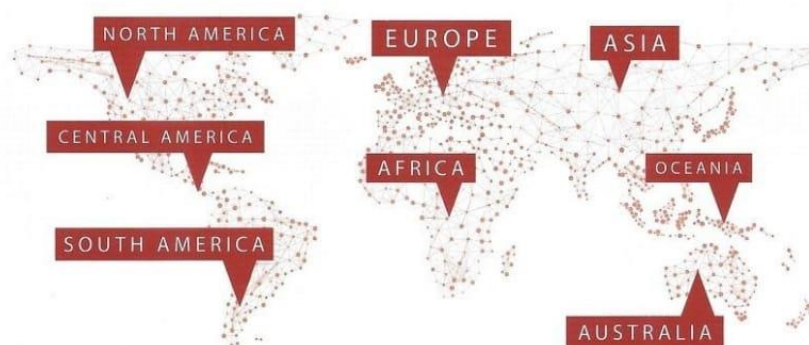 NORTH AMERICA
EUROPE
ASIA
CENTRAL AMERICA
AFRICA
OCEANIA
SOUTH AMERICA
AUSTRALIA